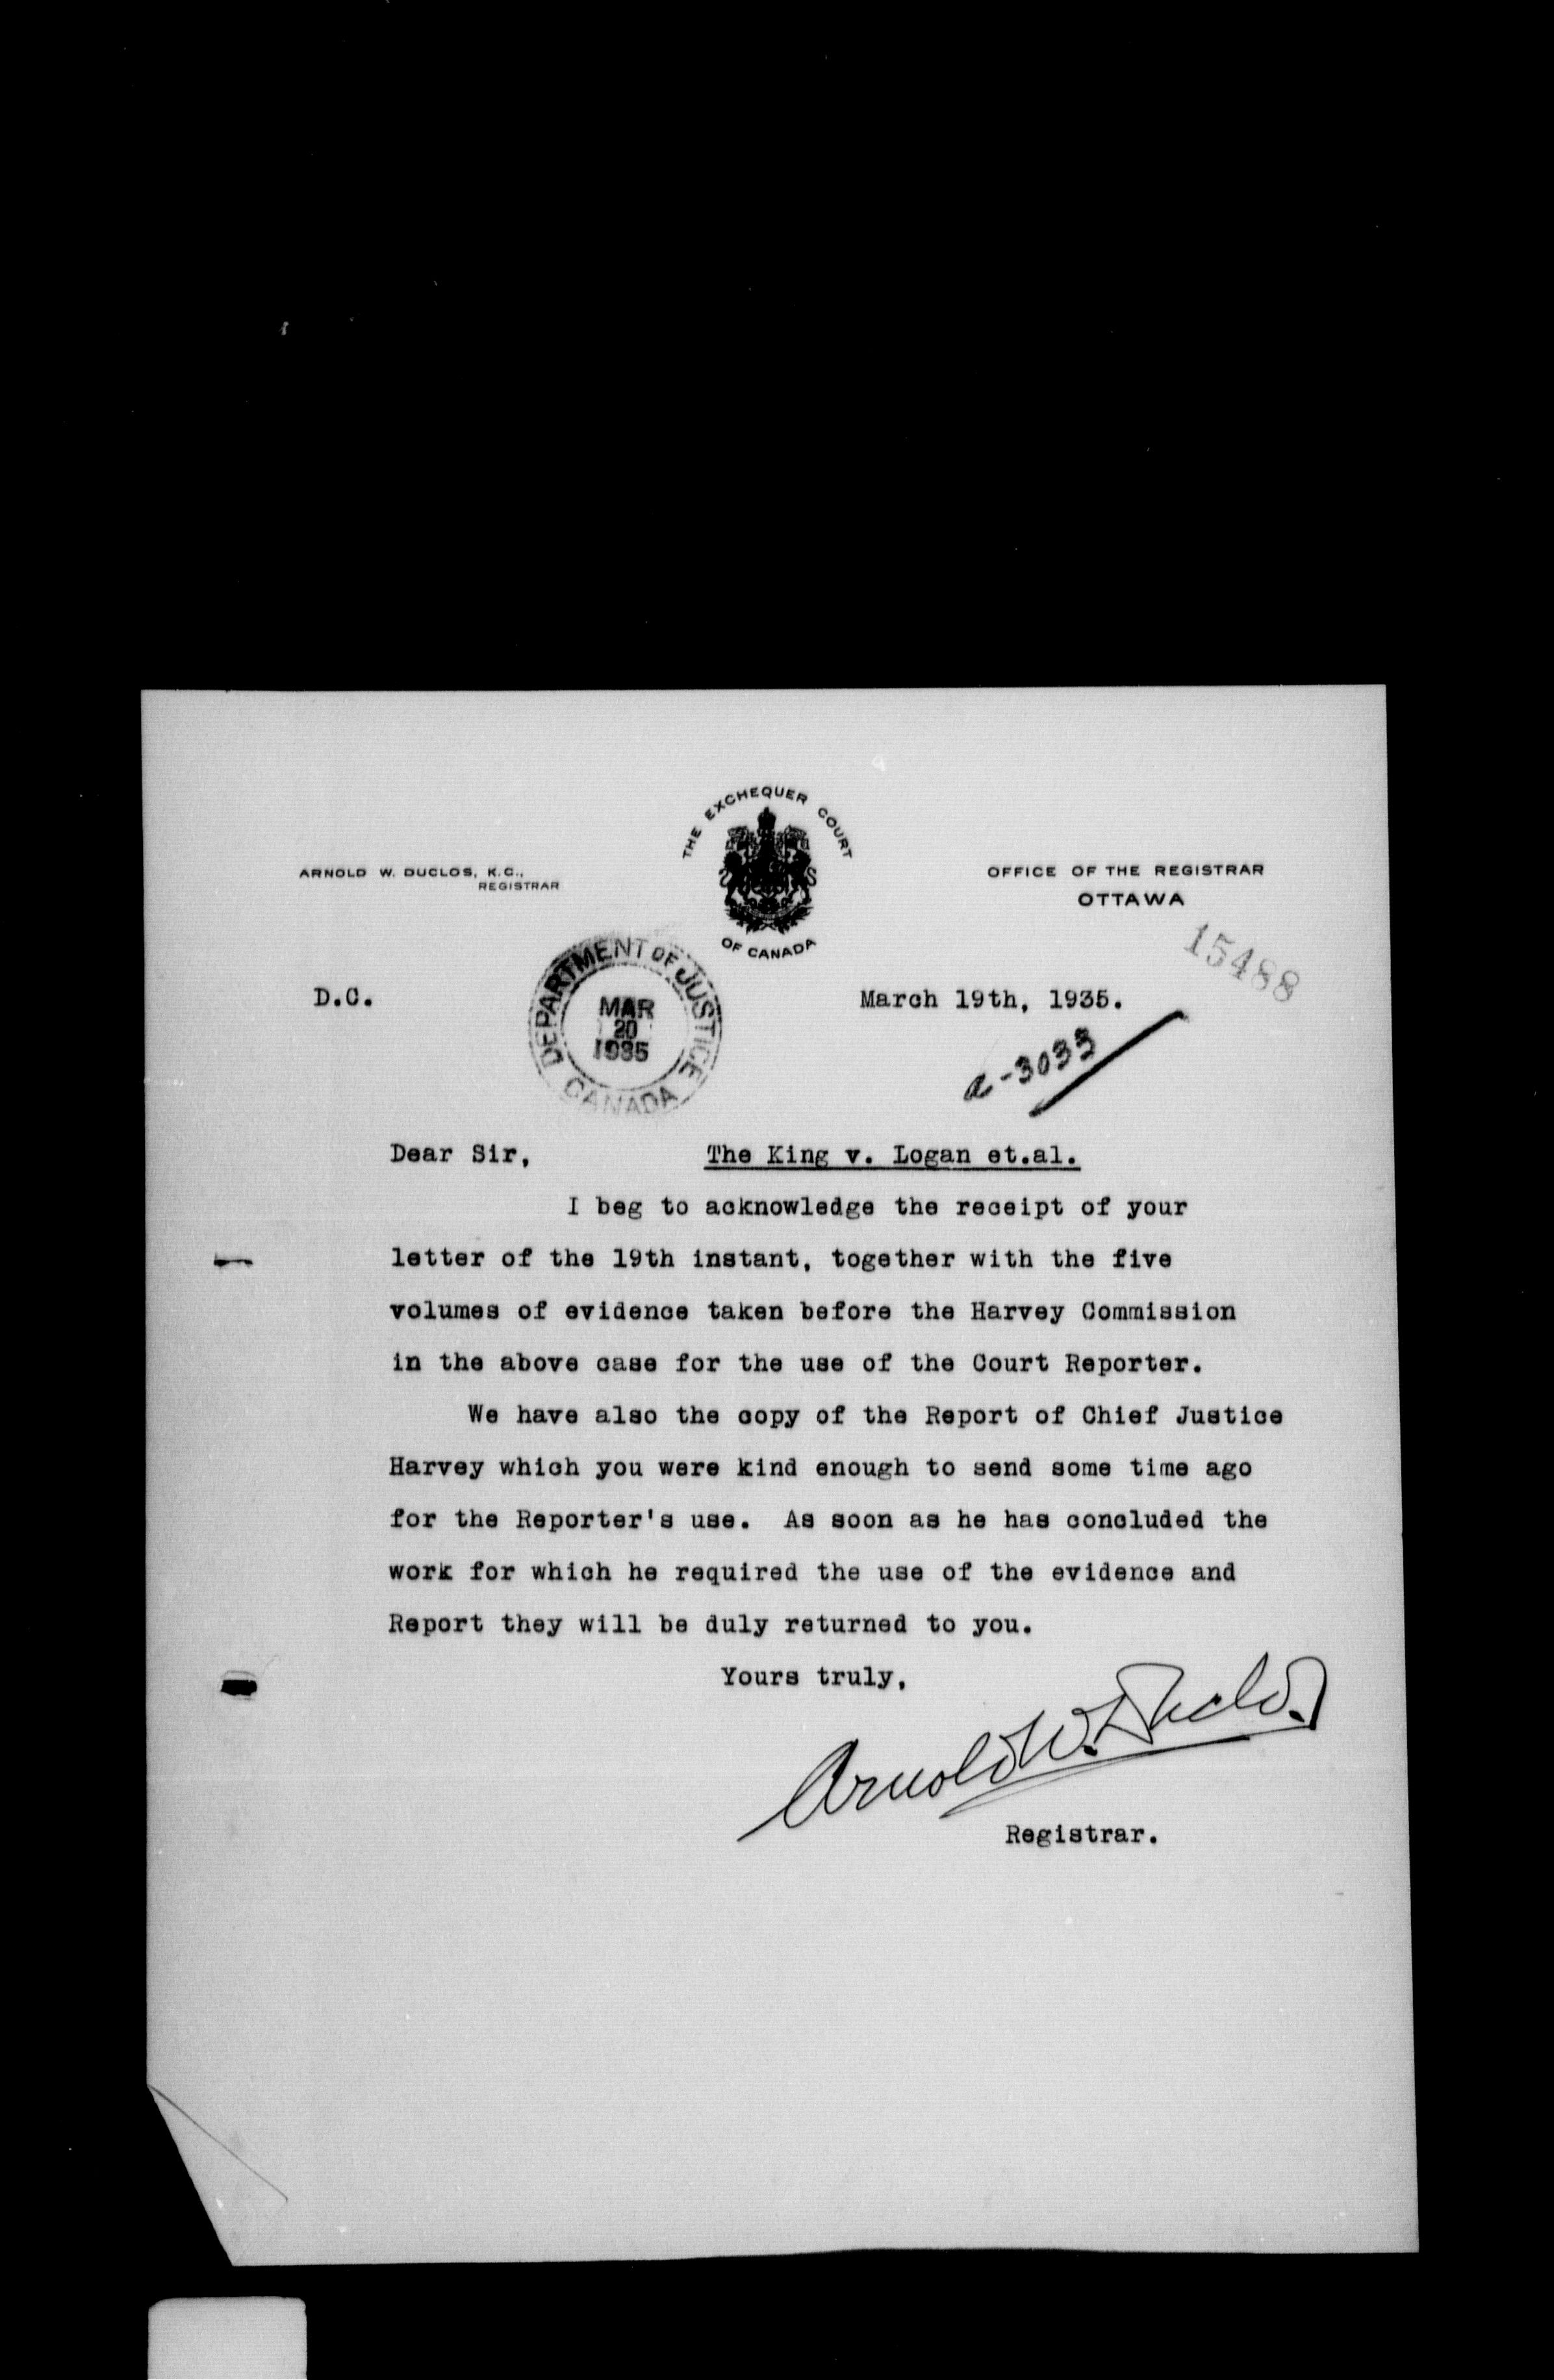 THE EXCHEQUER COURT
OF CANADA
ARNOLD W. DUCLOS, K.C.,
REGISTRAR
OFFICE OF THE REGISTRAR
OTTAWA
15488
D.C.
DEPARTMENT OF JUSTICE
MAR
20
1935
CANADA
March 19th, 1935.
a-3033
Dear Sir, The King v. Logan et.al.
I beg to acknowledge the receipt of your
letter of the 19th instant, together with the five
volumes of evidence taken before the Harvey Commission
in the above case for the use of the Court Reporter.
We have also the copy of the Report of Chief Justice
Harvey which you were kind enough to send some time ago
for the Reporter's use. As soon as he has concluded the
work for which he required the use of the evidence and
Report they will be duly returned to you.
Yours truly,
Arnold W. Duclos
Registrar.